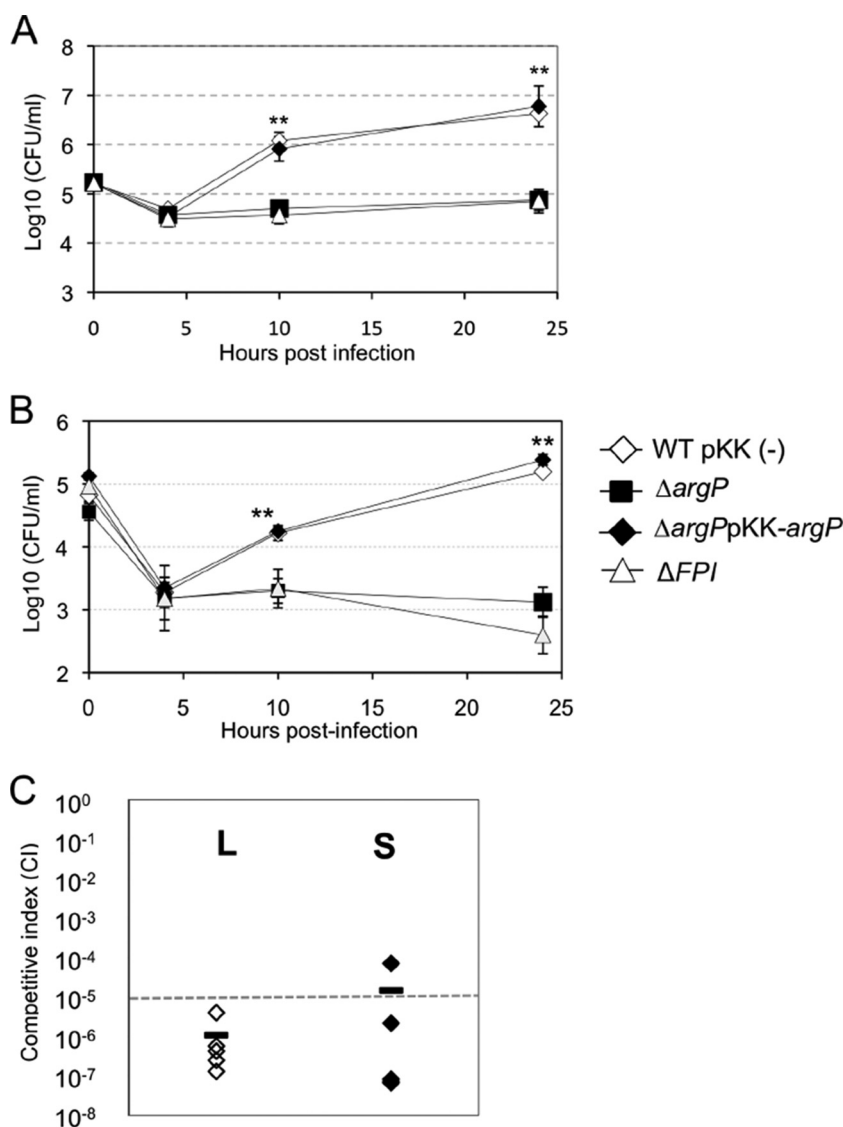 A
8
7
6
5
4
3
Log10 (CFU/ml)
**
**
0
5
10
15
20
25
Hours post infection
B
6
5
4
3
2
Log10 (CFU/ml)
**
**
0
5
10
15
20
25
Hours post-infection
WT pKK (-)
ΔargP
ΔargPpKK-argP
ΔFPI
C
10⁰
10⁻¹
10⁻²
10⁻³
10⁻⁴
10⁻⁵
10⁻⁶
10⁻⁷
10⁻⁸
Competitive index (CI)
L
S